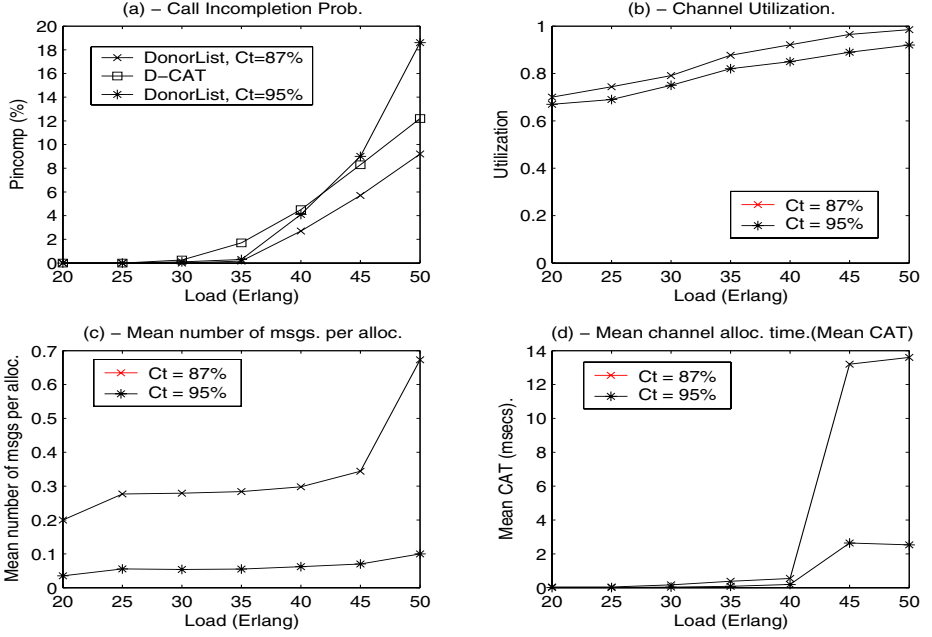 (a) – Call Incompletion Prob.
20
18
16
14
12
10
8
6
4
2
0
Pincomp (%)
DonorList, Ct=87%
D–CAT
DonorList, Ct=95%
20 25 30 35 40 45 50
Load (Erlang)
(b) – Channel Utilization.
1
0.8
0.6
0.4
0.2
0
Utilization
Ct = 87%
Ct = 95%
20 25 30 35 40 45 50
Load (Erlang)
(c) – Mean number of msgs. per alloc.
0.7
0.6
0.5
0.4
0.3
0.2
0.1
0
Mean number of msgs per alloc.
Ct = 87%
Ct = 95%
20 25 30 35 40 45 50
Load (Erlang)
(d) – Mean channel alloc. time.(Mean CAT)
14
12
10
8
6
4
2
0
Mean CAT (msecs).
Ct = 87%
Ct = 95%
20 25 30 35 40 45 50
Load (Erlang)